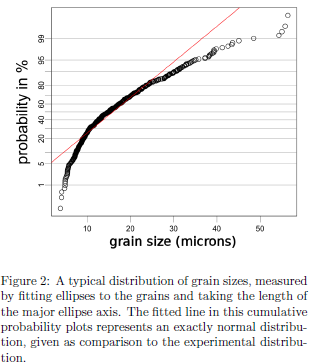 99
95
80
60
40
20
5
1
probability in %
10 20 30 40 50
grain size (microns)
Figure 2: A typical distribution of grain sizes, measured
by fitting ellipses to the grains and taking the length of
the major ellipse axis. The fitted line in this cumulative
probability plots represents an exactly normal distribu-
tion, given as comparison to the experimental distribu-
tion.